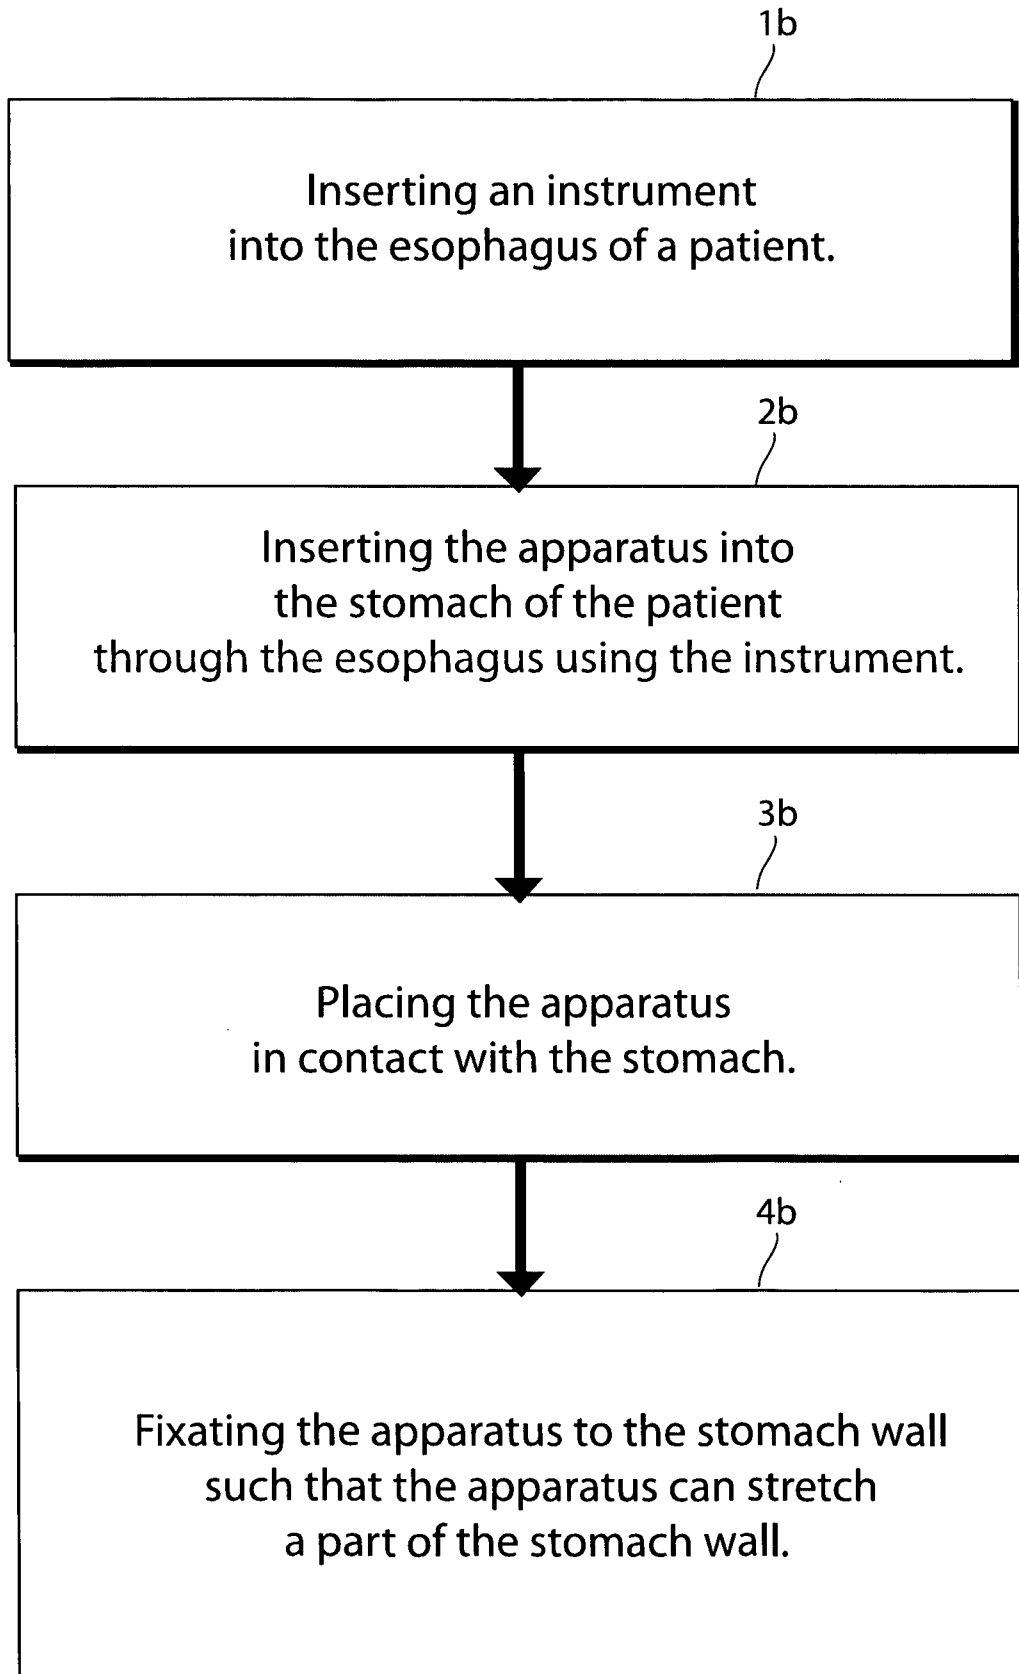 1b
Inserting an instrument
into the esophagus of a patient.
2b
Inserting the apparatus into
the stomach of the patient
through the esophagus using the instrument.
3b
Placing the apparatus
in contact with the stomach.
4b
Fixating the apparatus to the stomach wall
such that the apparatus can stretch
a part of the stomach wall.